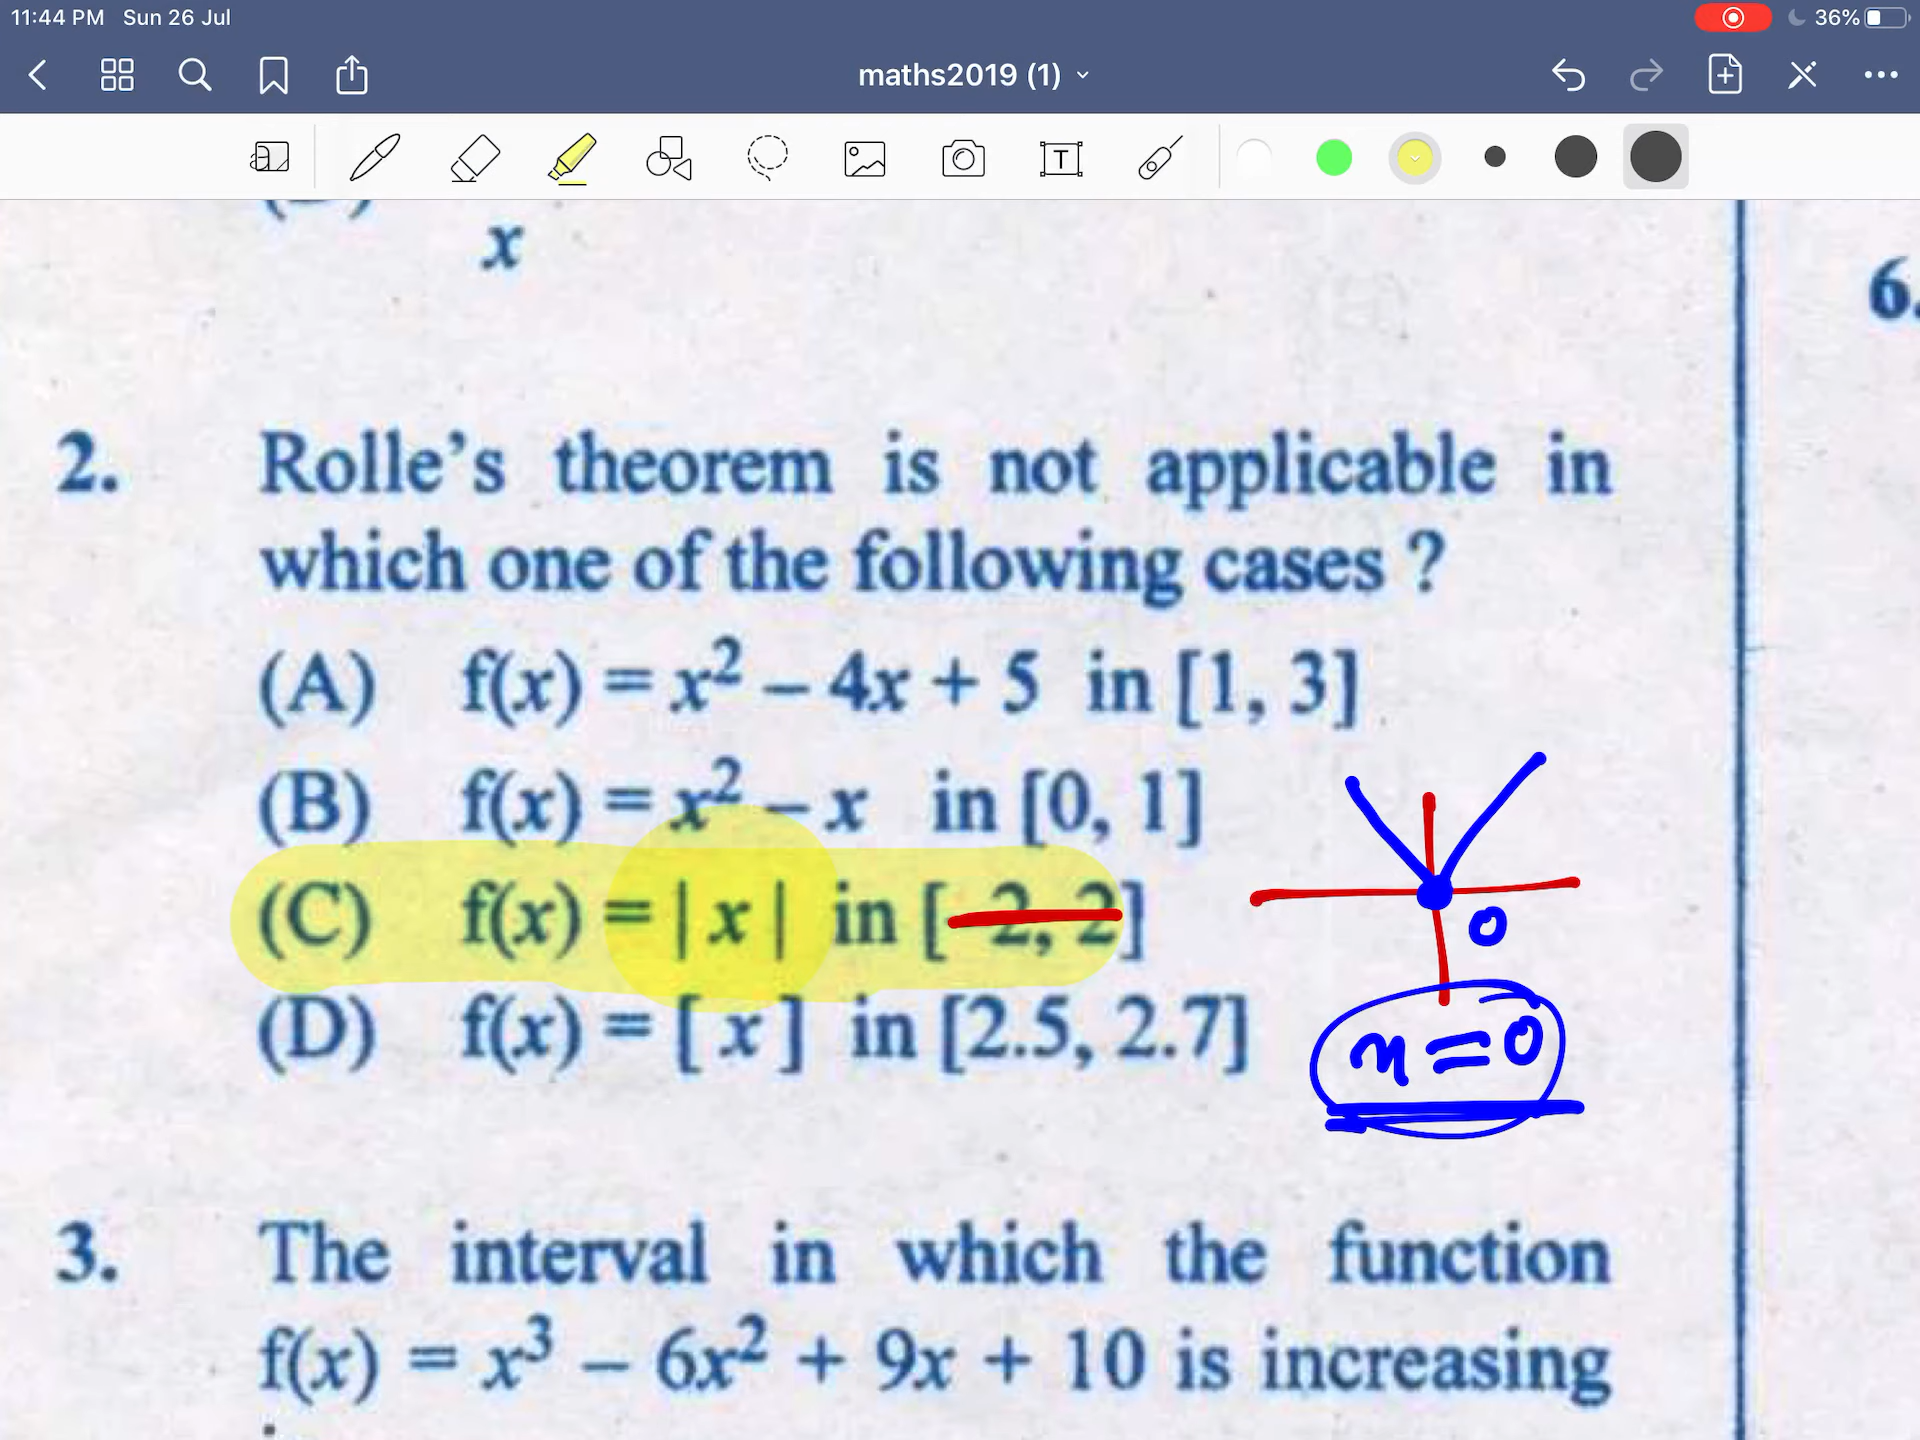 11:44 PM Sun 26 Jul
36%
maths2019 (1)
x
6.
2. Rolle's theorem is not applicable in
which one of the following cases ?
(A) f(x) = x² – 4x + 5 in [1, 3]
(B) f(x) = x² – x in [0, 1]
(C) f(x) = | x | in [– 2, 2]
0
(D) f(x) = [ x ] in [2.5, 2.7]
x=0
3. The interval in which the function
f(x) = x³ – 6x² + 9x + 10 is increasing